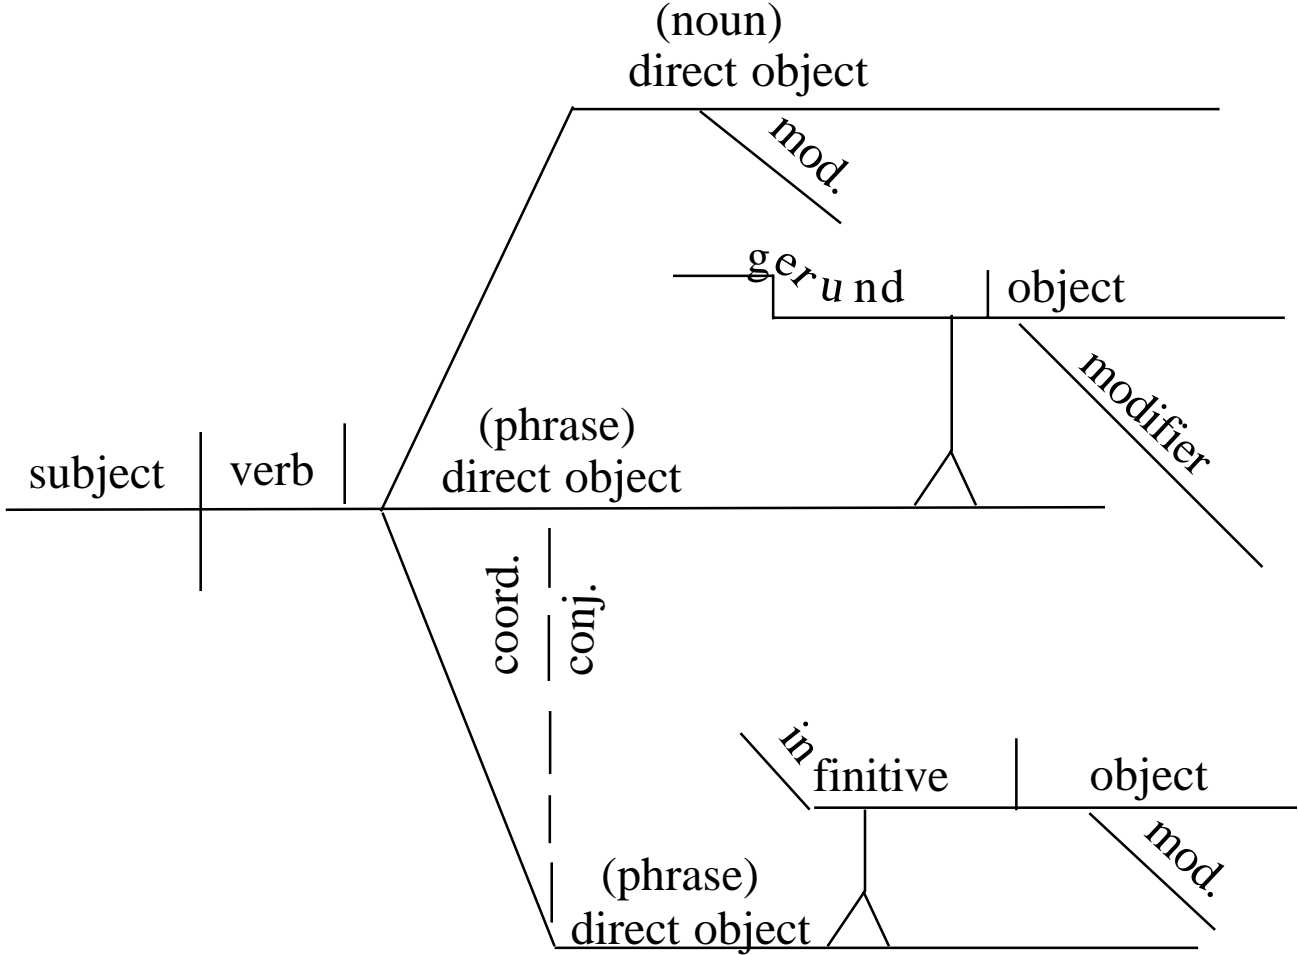 (noun)
direct object
mod.
gerund
object
modifier
(phrase)
direct object
subject
verb
coord.
conj.
infinitive
object
mod.
(phrase)
direct object